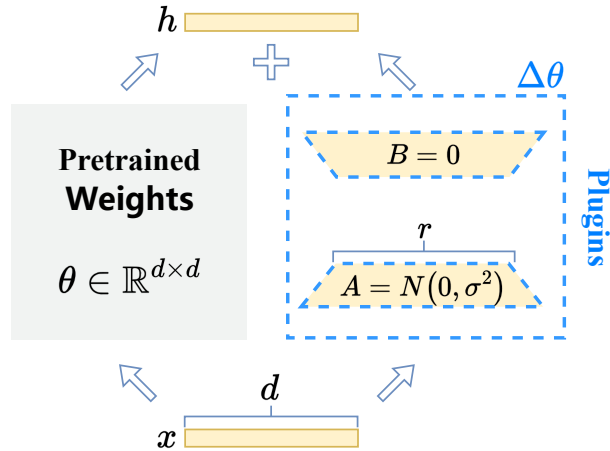 h
Δθ
Pretrained
Weights
θ ∈ ℝ^{d×d}
B = 0
r
A = N(0, σ²)
Plugins
d
x